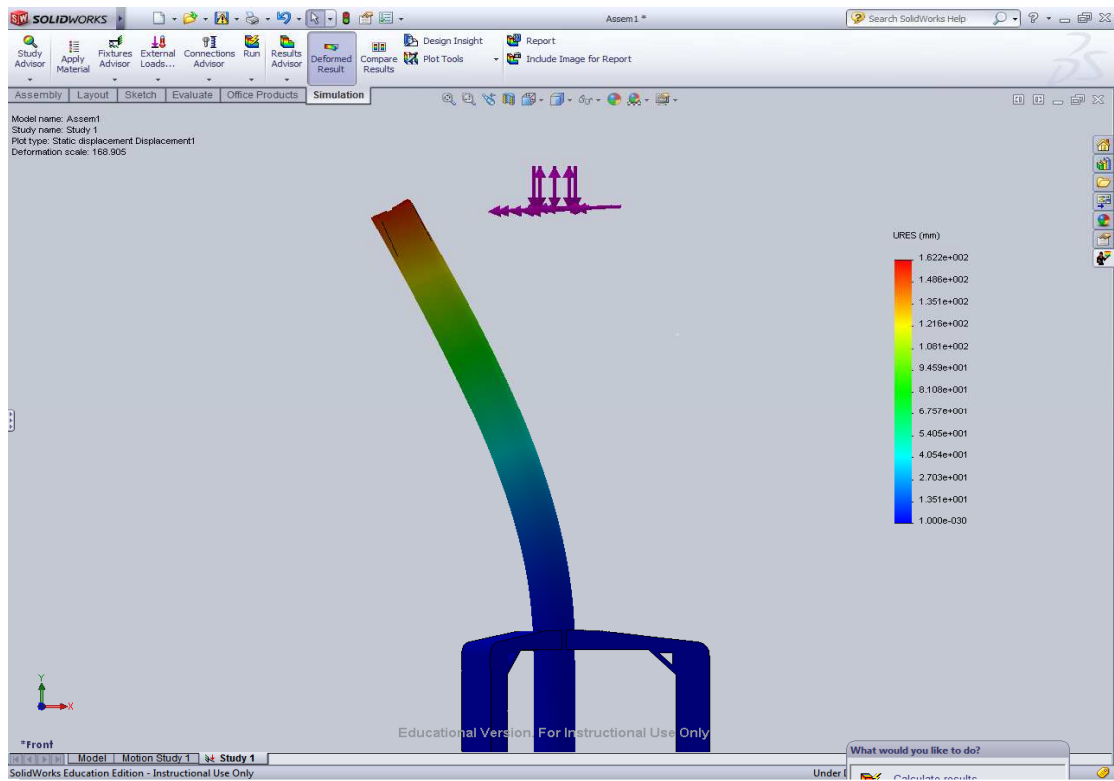 SOLIDWORKS
Assem1 *
Search SolidWorks Help
Study Advisor
Apply Material
Fixtures Advisor
External Loads...
Connections Advisor
Run
Results Advisor
Deformed Result
Compare Results
Design Insight
Plot Tools
Report
Include Image for Report
Assembly Layout Sketch Evaluate Office Products Simulation
Model name: Assem1
Study name: Study 1
Plot type: Static displacement Displacement1
Deformation scale: 168.905
URES (mm)
1.622e+002
1.486e+002
1.351e+002
1.216e+002
1.081e+002
9.459e+001
8.108e+001
6.757e+001
5.405e+001
4.054e+001
2.703e+001
1.351e+001
1.000e-030
Y
X
*Front
Educational Version. For Instructional Use Only
What would you like to do?
Model Motion Study 1 Study 1
SolidWorks Education Edition - Instructional Use Only
Under
Calculate results